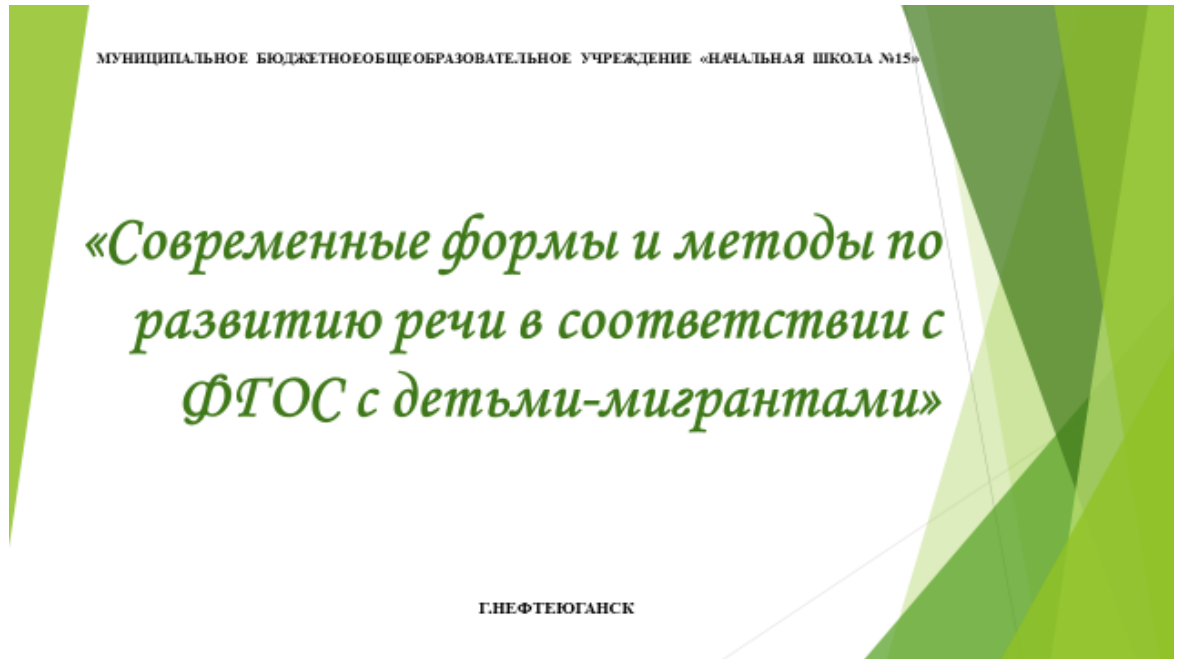 МУНИЦИПАЛЬНОЕ БЮДЖЕТНОЕОБЩЕОБРАЗОВАТЕЛЬНОЕ УЧРЕЖДЕНИЕ «НАЧАЛЬНАЯ ШКОЛА №15»
«Современные формы и методы по
развитию речи в соответствии с
ФГОС с детьми-мигрантами»
Г.НЕФТЕЮГАНСК